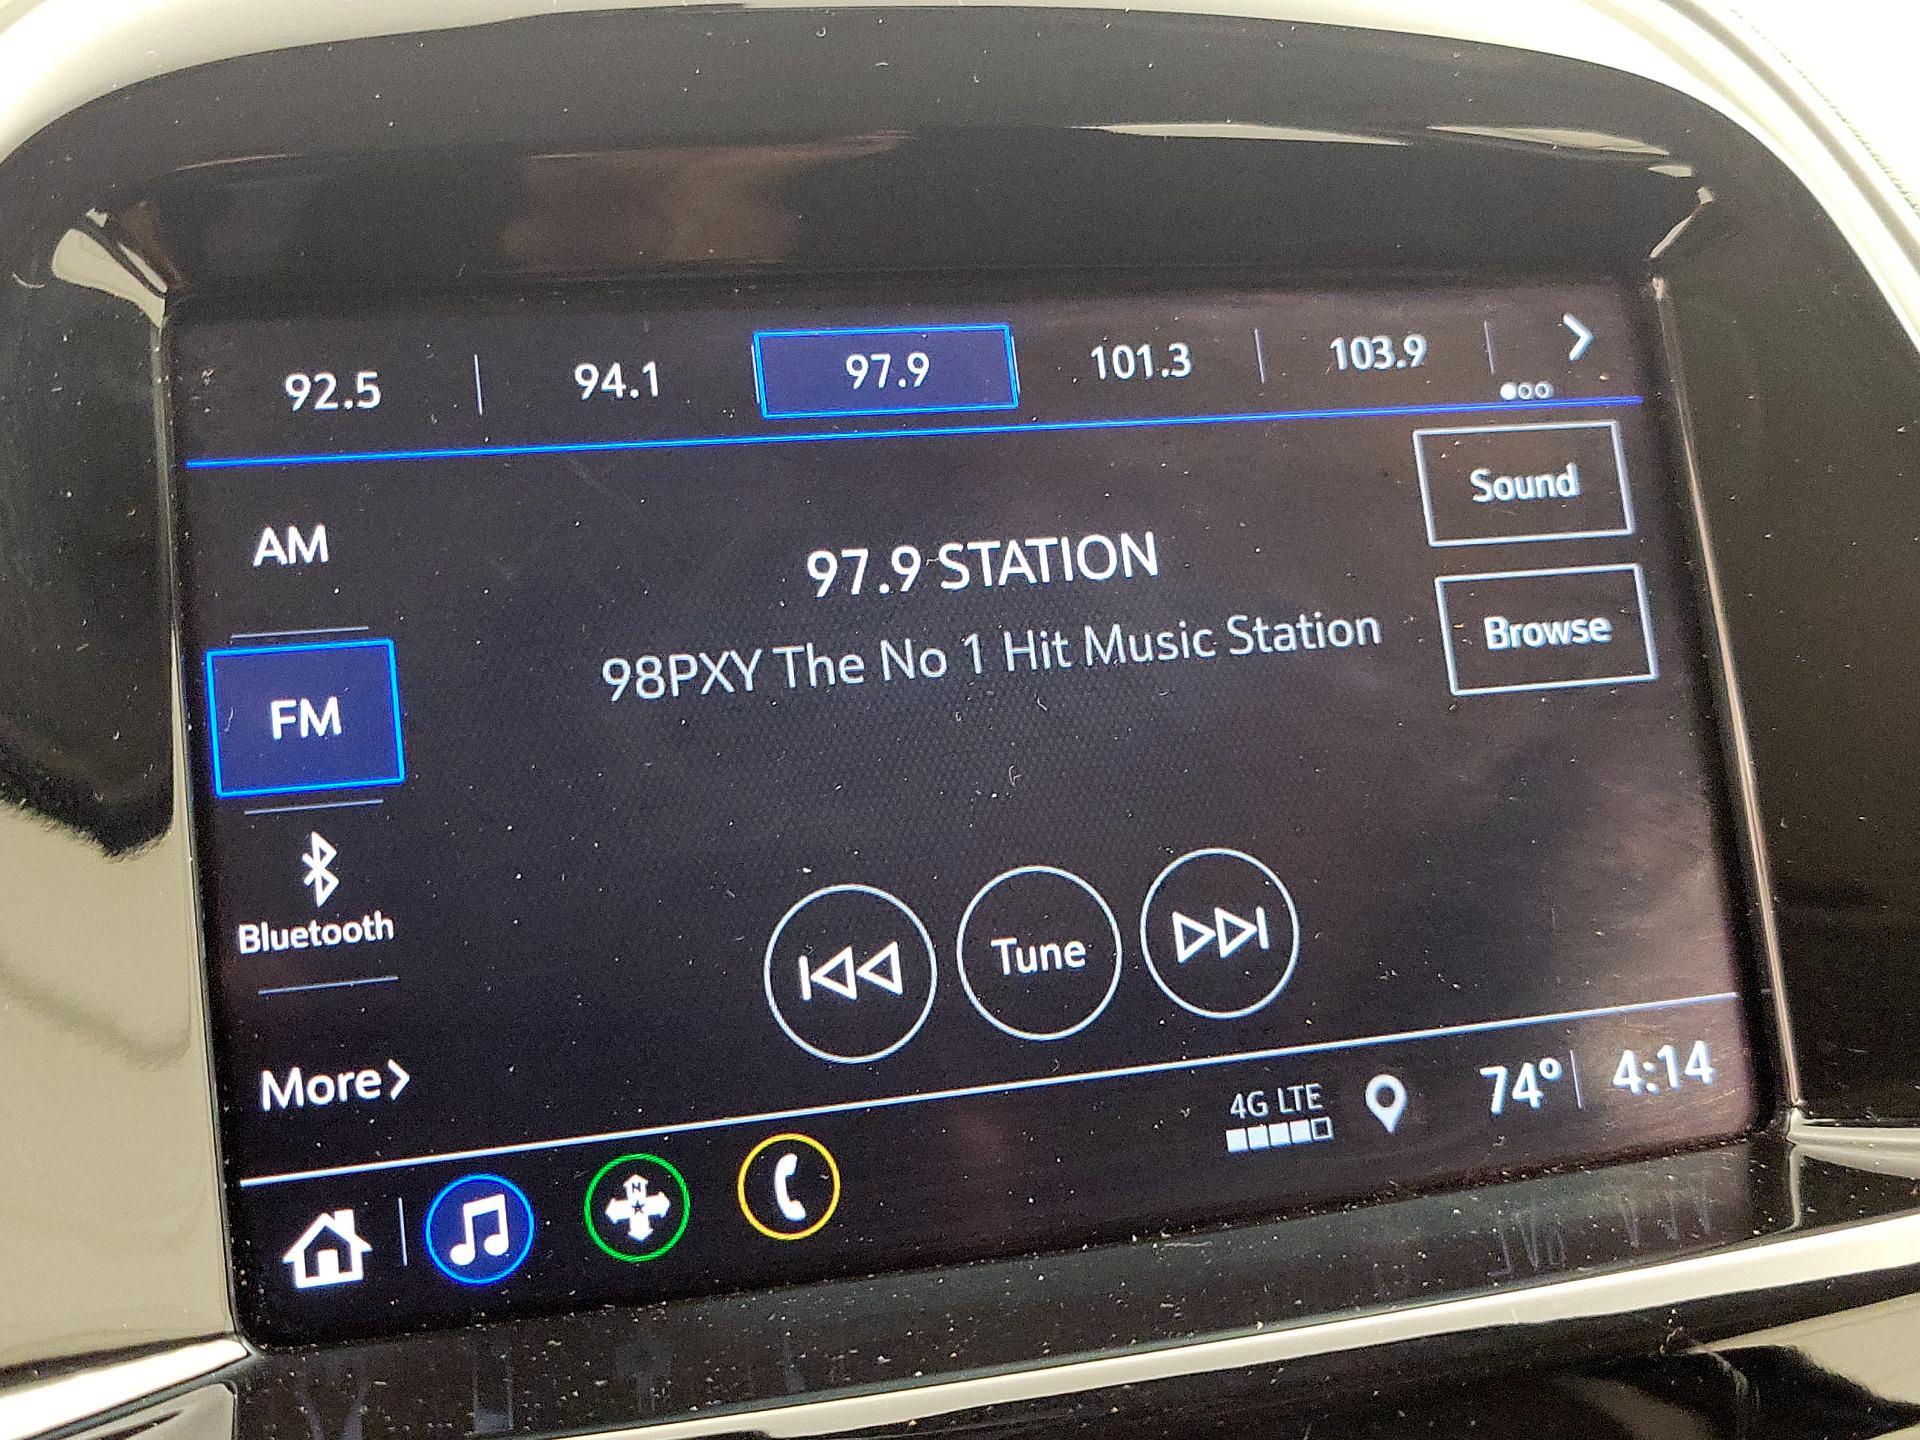 92.5 94.1 97.9 101.3 103.9
Sound
AM
97.9 STATION
98PXY The No 1 Hit Music Station
Browse
FM
Bluetooth
Tune
More
4G LTE
74° 4:14
N